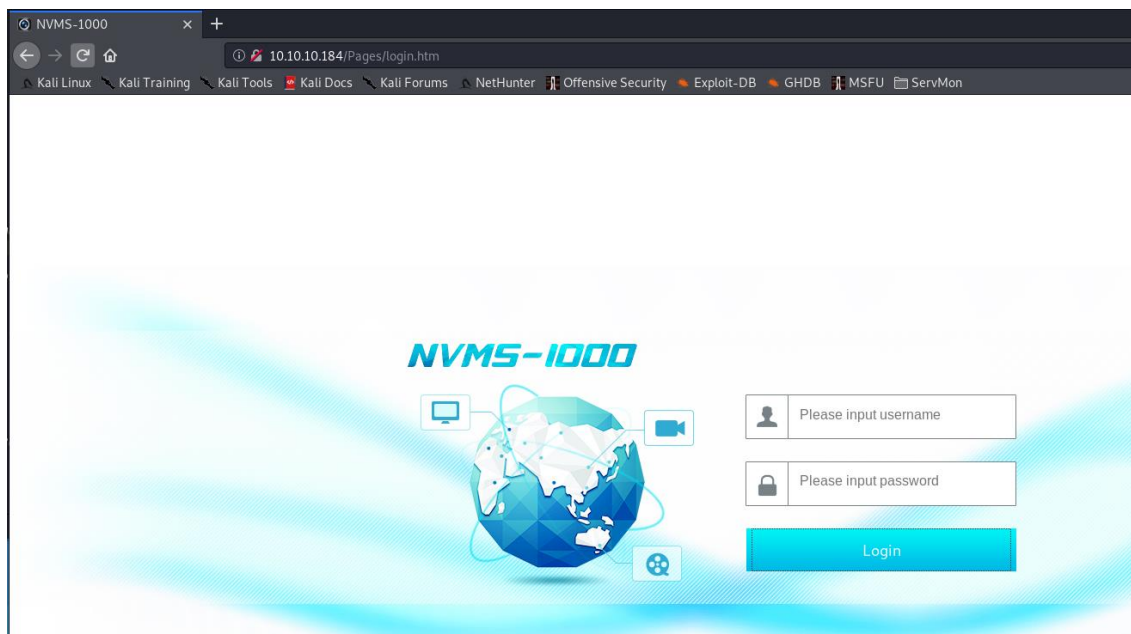 NVMS-1000
10.10.10.184/Pages/login.htm
Kali Linux Kali Training Kali Tools Kali Docs Kali Forums NetHunter Offensive Security Exploit-DB GHDB MSFU ServMon
NVMS-1000
Please input username
Please input password
Login